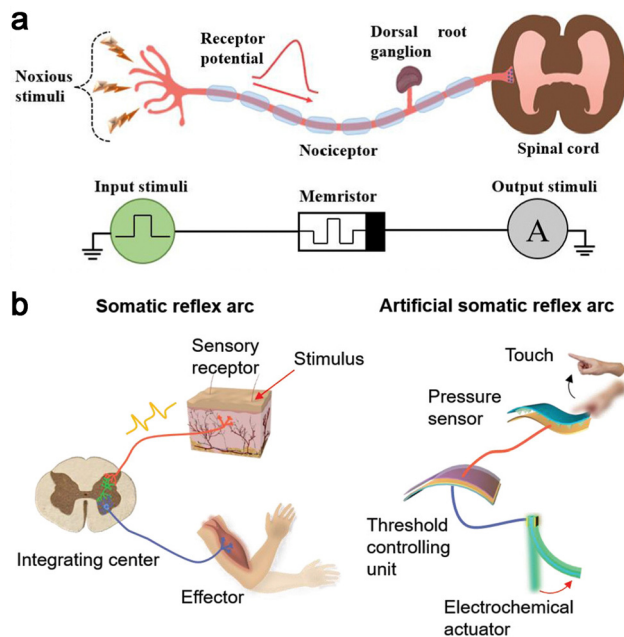 a
Receptor
potential
Dorsal root
ganglion
Noxious
stimuli
Nociceptor
Spinal cord
Input stimuli
Memristor
Output stimuli
A
b
Somatic reflex arc
Sensory
receptor
Stimulus
Integrating center
Effector
Artificial somatic reflex arc
Touch
Pressure
sensor
Threshold
controlling
unit
Electrochemical
actuator